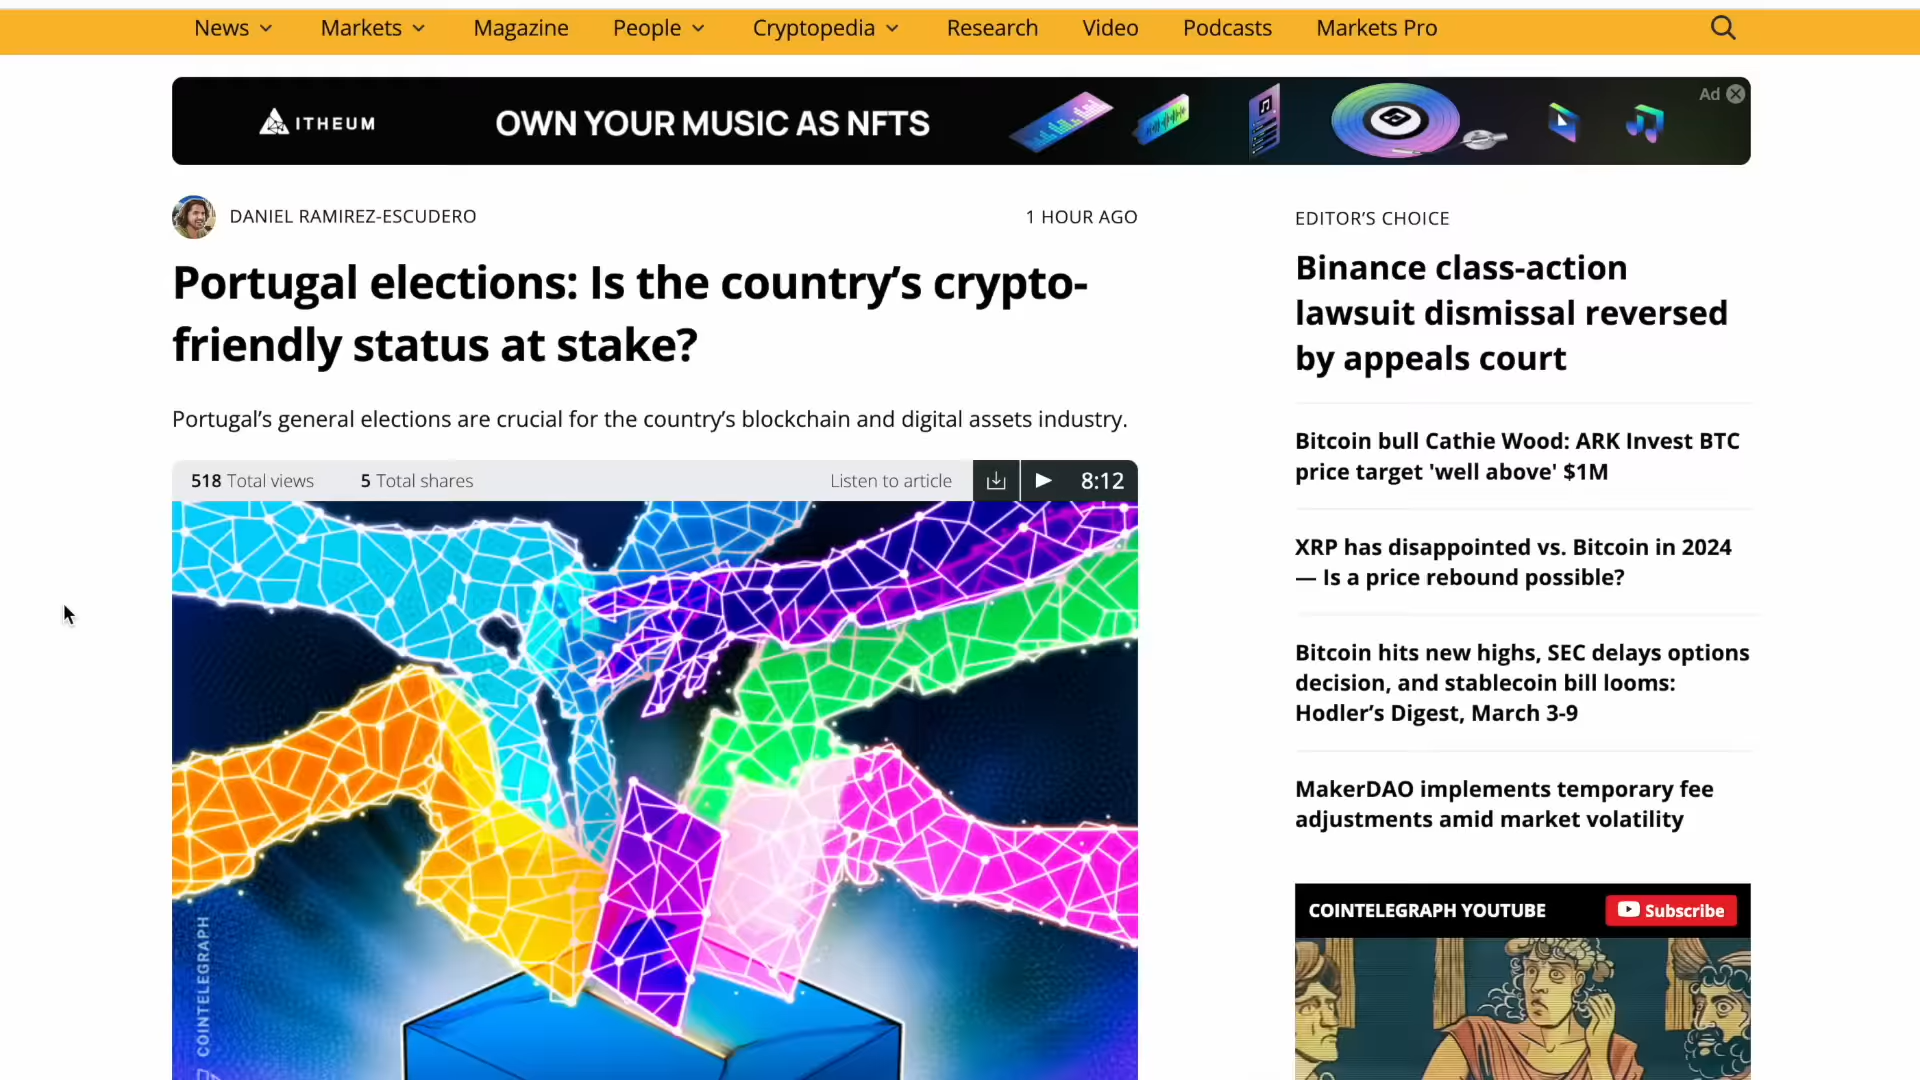 News
Markets
Magazine
People
Cryptopedia
Research
Video
Podcasts
Markets Pro
ITHEUM
OWN YOUR MUSIC AS NFTS
Ad
DANIEL RAMIREZ-ESCUDERO
1 HOUR AGO
Portugal elections: Is the country’s crypto-
friendly status at stake?
Portugal’s general elections are crucial for the country’s blockchain and digital assets industry.
518 Total views
5 Total shares
Listen to article
8:12
COINTELEGRAPH
EDITOR’S CHOICE
Binance class-action
lawsuit dismissal reversed
by appeals court
Bitcoin bull Cathie Wood: ARK Invest BTC
price target 'well above' $1M
XRP has disappointed vs. Bitcoin in 2024
— Is a price rebound possible?
Bitcoin hits new highs, SEC delays options
decision, and stablecoin bill looms:
Hodler’s Digest, March 3-9
MakerDAO implements temporary fee
adjustments amid market volatility
COINTELEGRAPH YOUTUBE
Subscribe